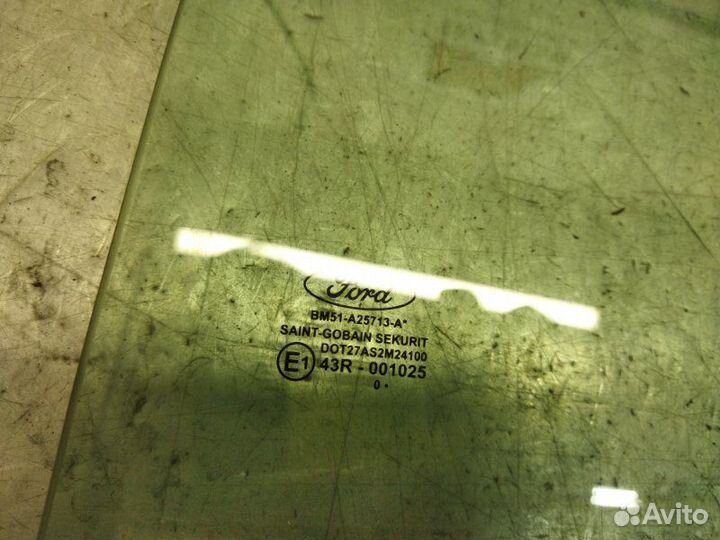 Ford
BM51-A25713-A*
SAINT-GOBAIN SEKURIT
DOT27AS2M24100
E1 43R - 001025
0 •
Avito